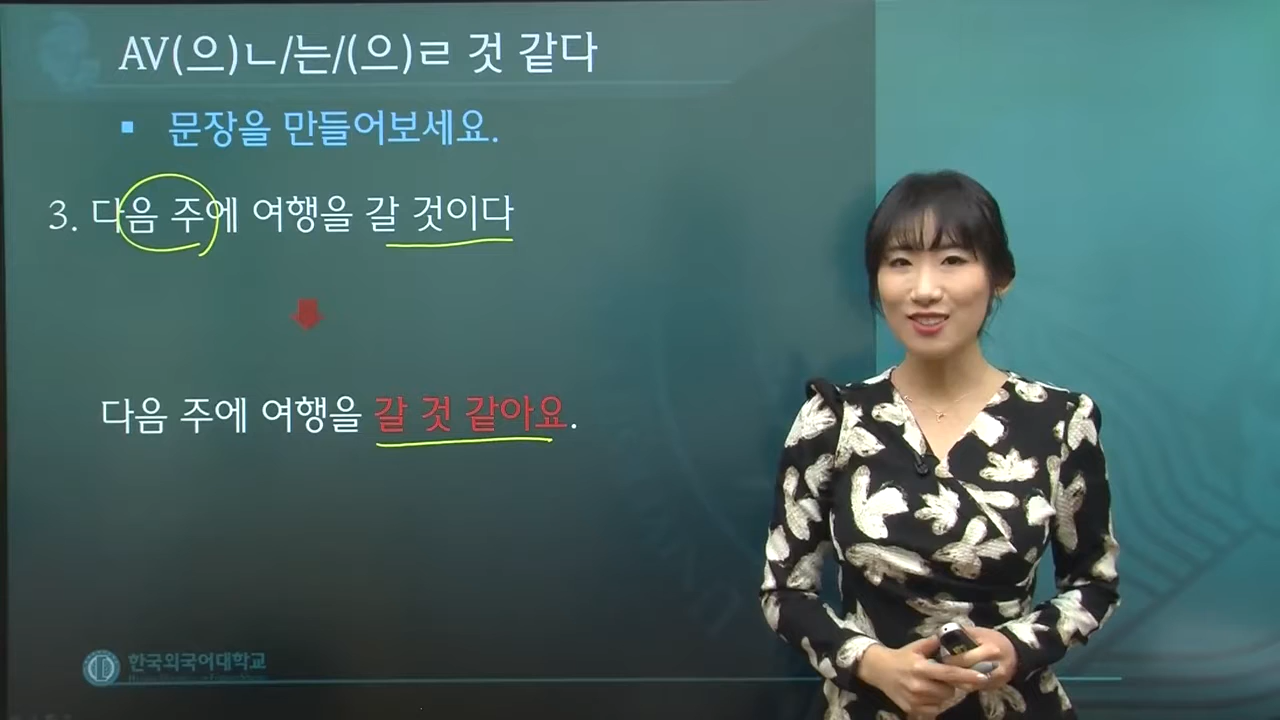 AV(으)ㄴ/는/(으)ㄹ 것 같다
▪ 문장을 만들어보세요.
3. 다음 주에 여행을 갈 것이다
다음 주에 여행을 갈 것 같아요.
한국외국어대학교